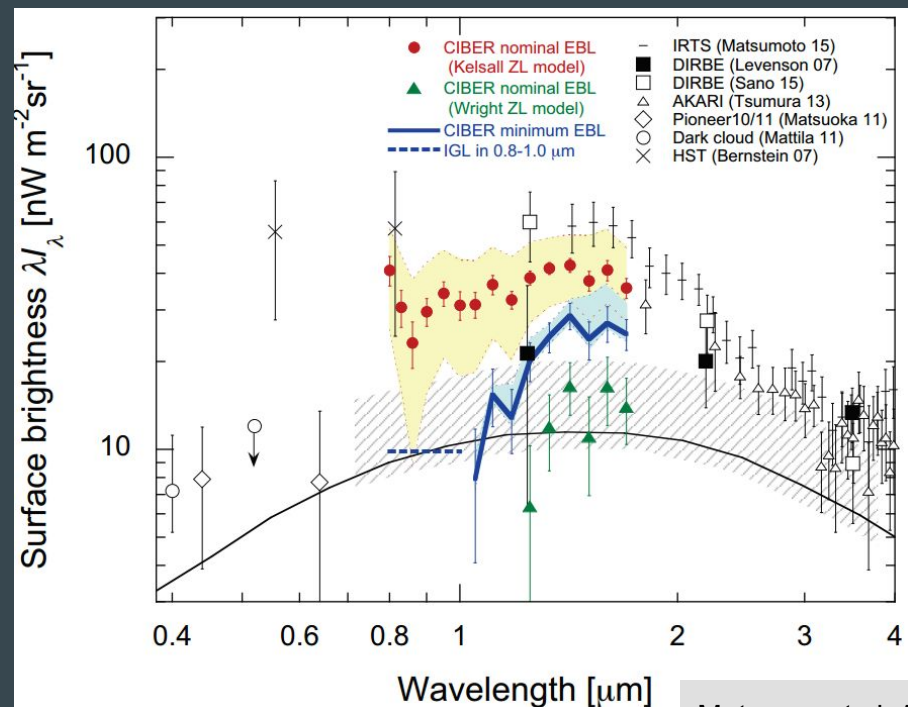 CIBER nominal EBL
(Kelsall ZL model)
CIBER nominal EBL
(Wright ZL model)
CIBER minimum EBL
IGL in 0.8-1.0 μm
IRTS (Matsumoto 15)
DIRBE (Levenson 07)
DIRBE (Sano 15)
AKARI (Tsumura 13)
Pioneer10/11 (Matsuoka 11)
Dark cloud (Mattila 11)
HST (Bernstein 07)
Surface brightness λIλ [nW m⁻² sr⁻¹]
100
10
0.4
0.6
0.8
1
2
3
4
Wavelength [μm]